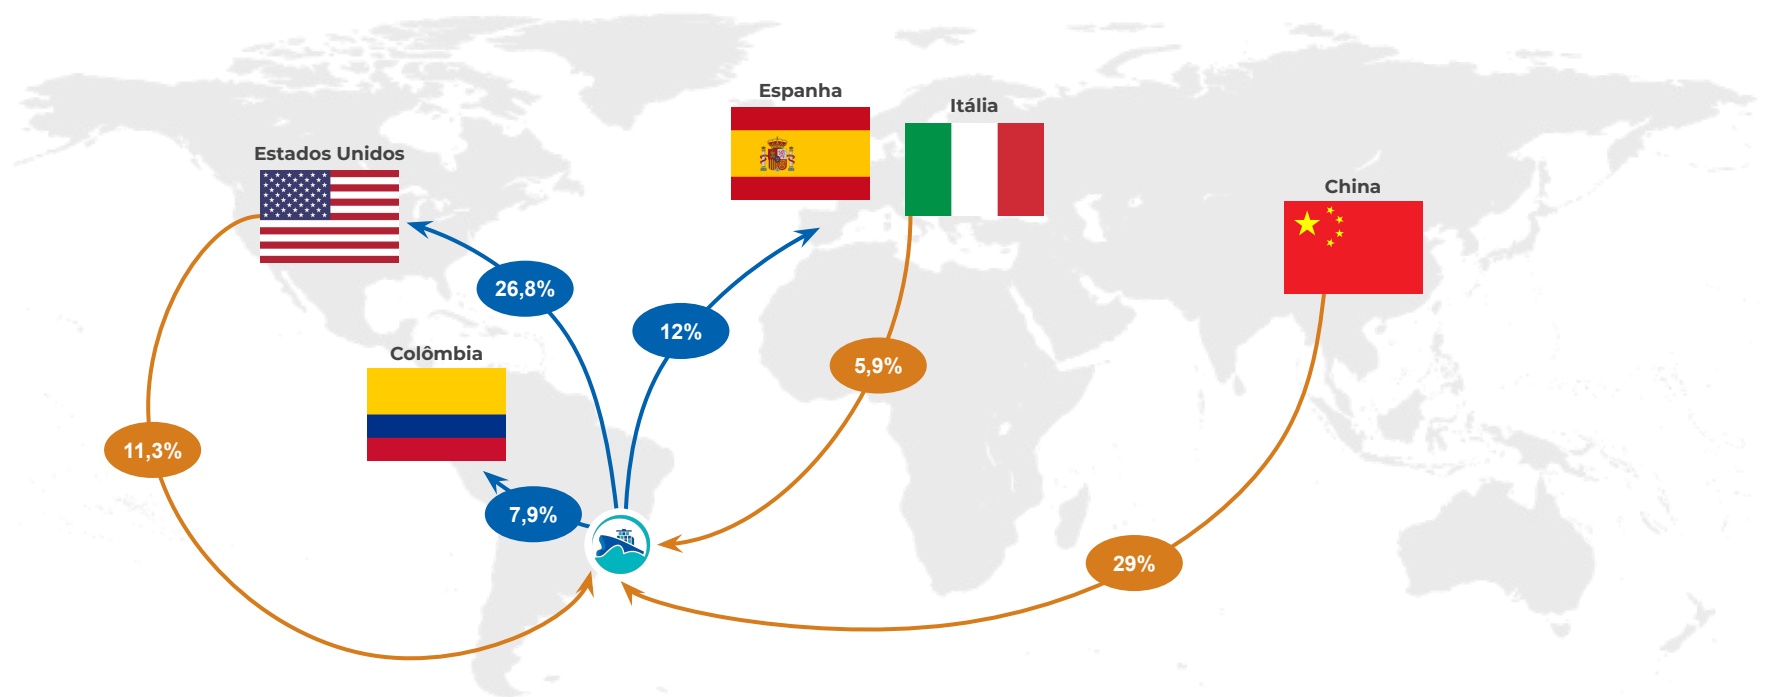 Espanha
Itália
Estados Unidos
China
26,8%
12%
Colômbia
5,9%
11,3%
7,9%
29%